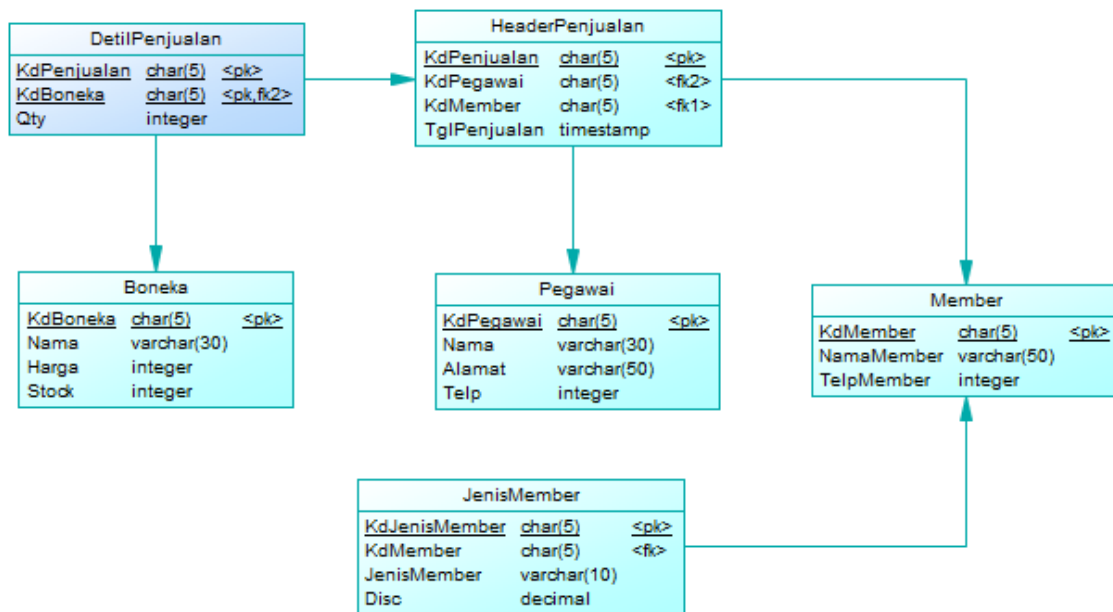 DetilPenjualan
KdPenjualan char(5) <pk>
KdBoneka char(5) <pk,fk2>
Qty integer
HeaderPenjualan
KdPenjualan char(5) <pk>
KdPegawai char(5) <fk2>
KdMember char(5) <fk1>
TglPenjualan timestamp
Boneka
KdBoneka char(5) <pk>
Nama varchar(30)
Harga integer
Stock integer
Pegawai
KdPegawai char(5) <pk>
Nama varchar(30)
Alamat varchar(50)
Telp integer
Member
KdMember char(5) <pk>
NamaMember varchar(50)
TelpMember integer
JenisMember
KdJenisMember char(5) <pk>
KdMember char(5) <fk>
JenisMember varchar(10)
Disc decimal